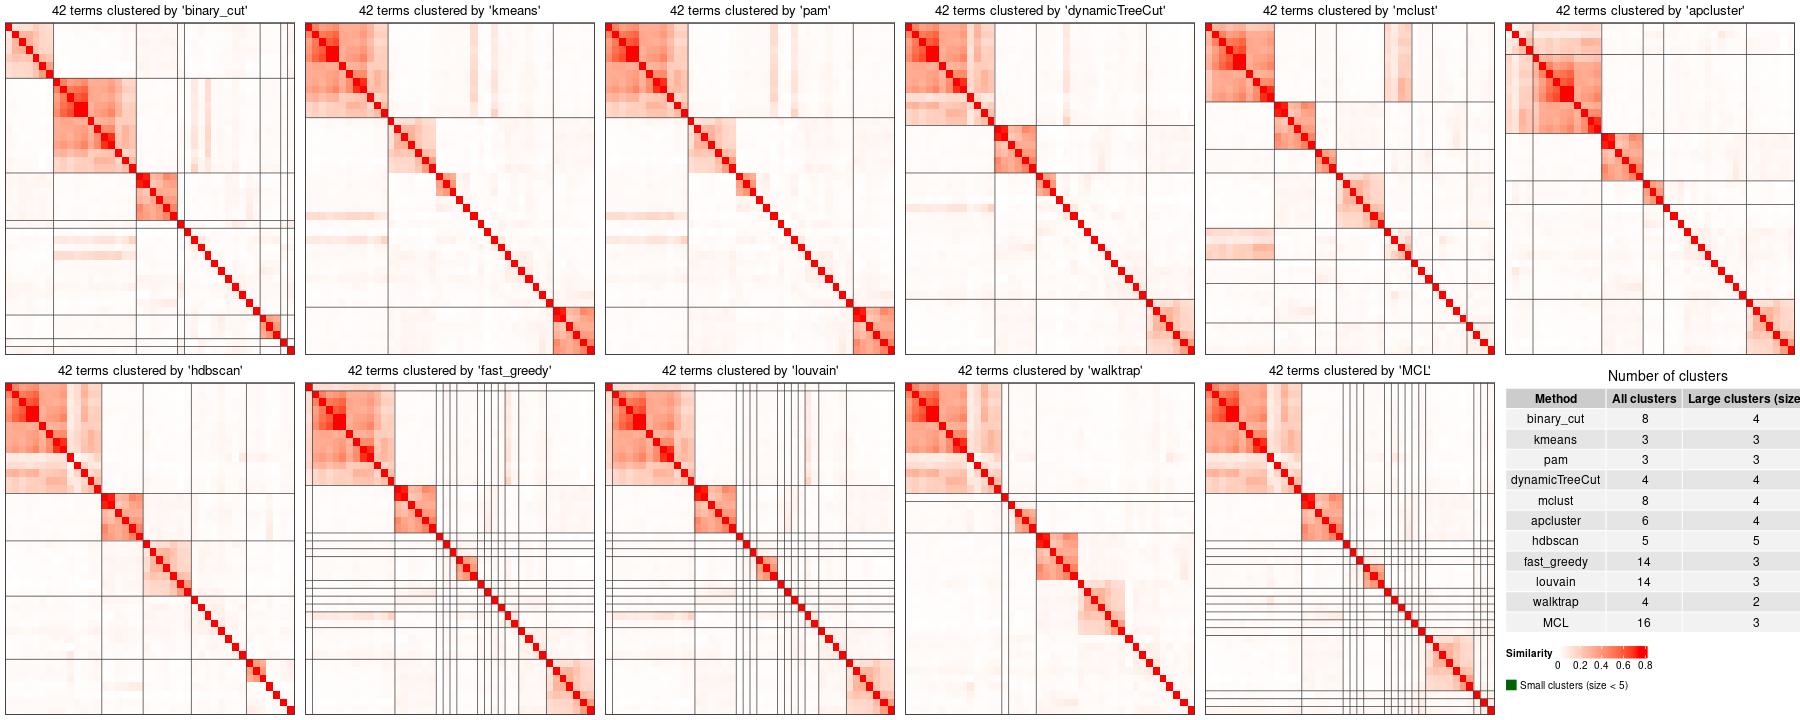 42 terms clustered by 'binary_cut'
42 terms clustered by 'kmeans'
42 terms clustered by 'pam'
42 terms clustered by 'dynamicTreeCut'
42 terms clustered by 'mclust'
42 terms clustered by 'apcluster'
42 terms clustered by 'hdbscan'
42 terms clustered by 'fast_greedy'
42 terms clustered by 'louvain'
42 terms clustered by 'walktrap'
42 terms clustered by 'MCL'
Number of clusters
Method All clusters Large clusters (size
binary_cut 8 4
kmeans 3 3
pam 3 3
dynamicTreeCut 4 4
mclust 8 4
apcluster 6 4
hdbscan 5 5
fast_greedy 14 3
louvain 14 3
walktrap 4 2
MCL 16 3
Similarity
0 0.2 0.4 0.6 0.8
Small clusters (size < 5)